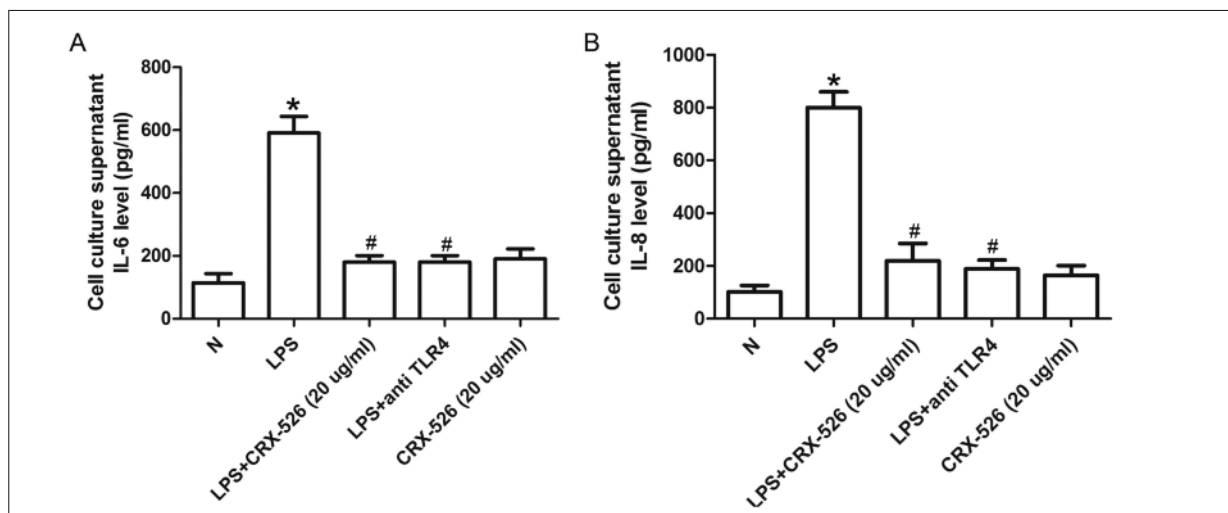 A
Cell culture supernatant
IL-6 level (pg/ml)
800
600
400
200
0
*
#
#
N
LPS
LPS+CRX-526 (20 ug/ml)
LPS+anti TLR4
CRX-526 (20 ug/ml)
B
Cell culture supernatant
IL-8 level (pg/ml)
1000
800
600
400
200
0
*
#
#
N
LPS
LPS+CRX-526 (20 ug/ml)
LPS+anti TLR4
CRX-526 (20 ug/ml)